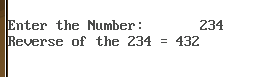 Enter the Number:       234
Reverse of the 234 = 432